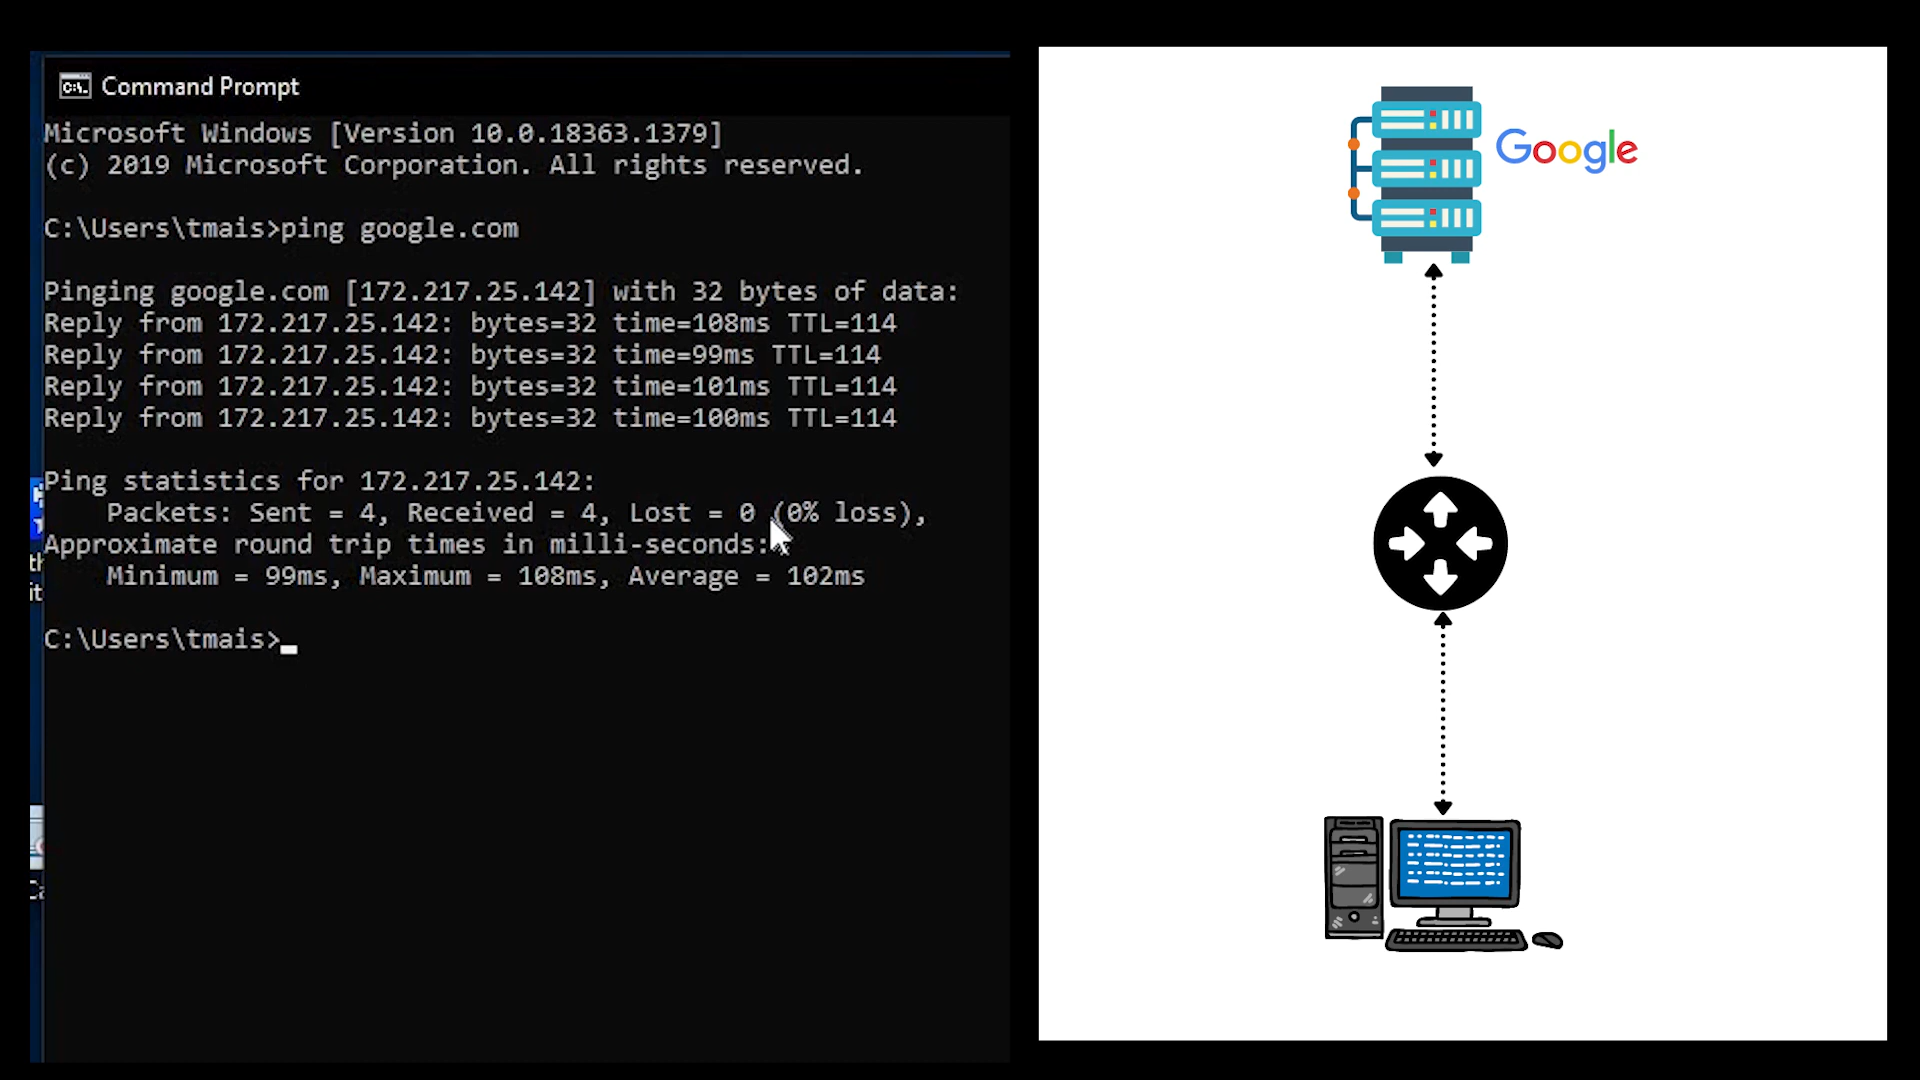 Command Prompt
Microsoft Windows [Version 10.0.18363.1379]
(c) 2019 Microsoft Corporation. All rights reserved.
C:\Users\tmais>ping google.com
Pinging google.com [172.217.25.142] with 32 bytes of data:
Reply from 172.217.25.142: bytes=32 time=108ms TTL=114
Reply from 172.217.25.142: bytes=32 time=99ms TTL=114
Reply from 172.217.25.142: bytes=32 time=101ms TTL=114
Reply from 172.217.25.142: bytes=32 time=100ms TTL=114
Ping statistics for 172.217.25.142:
Packets: Sent = 4, Received = 4, Lost = 0 (0% loss),
Approximate round trip times in milli-seconds:
Minimum = 99ms, Maximum = 108ms, Average = 102ms
C:\Users\tmais>
Google